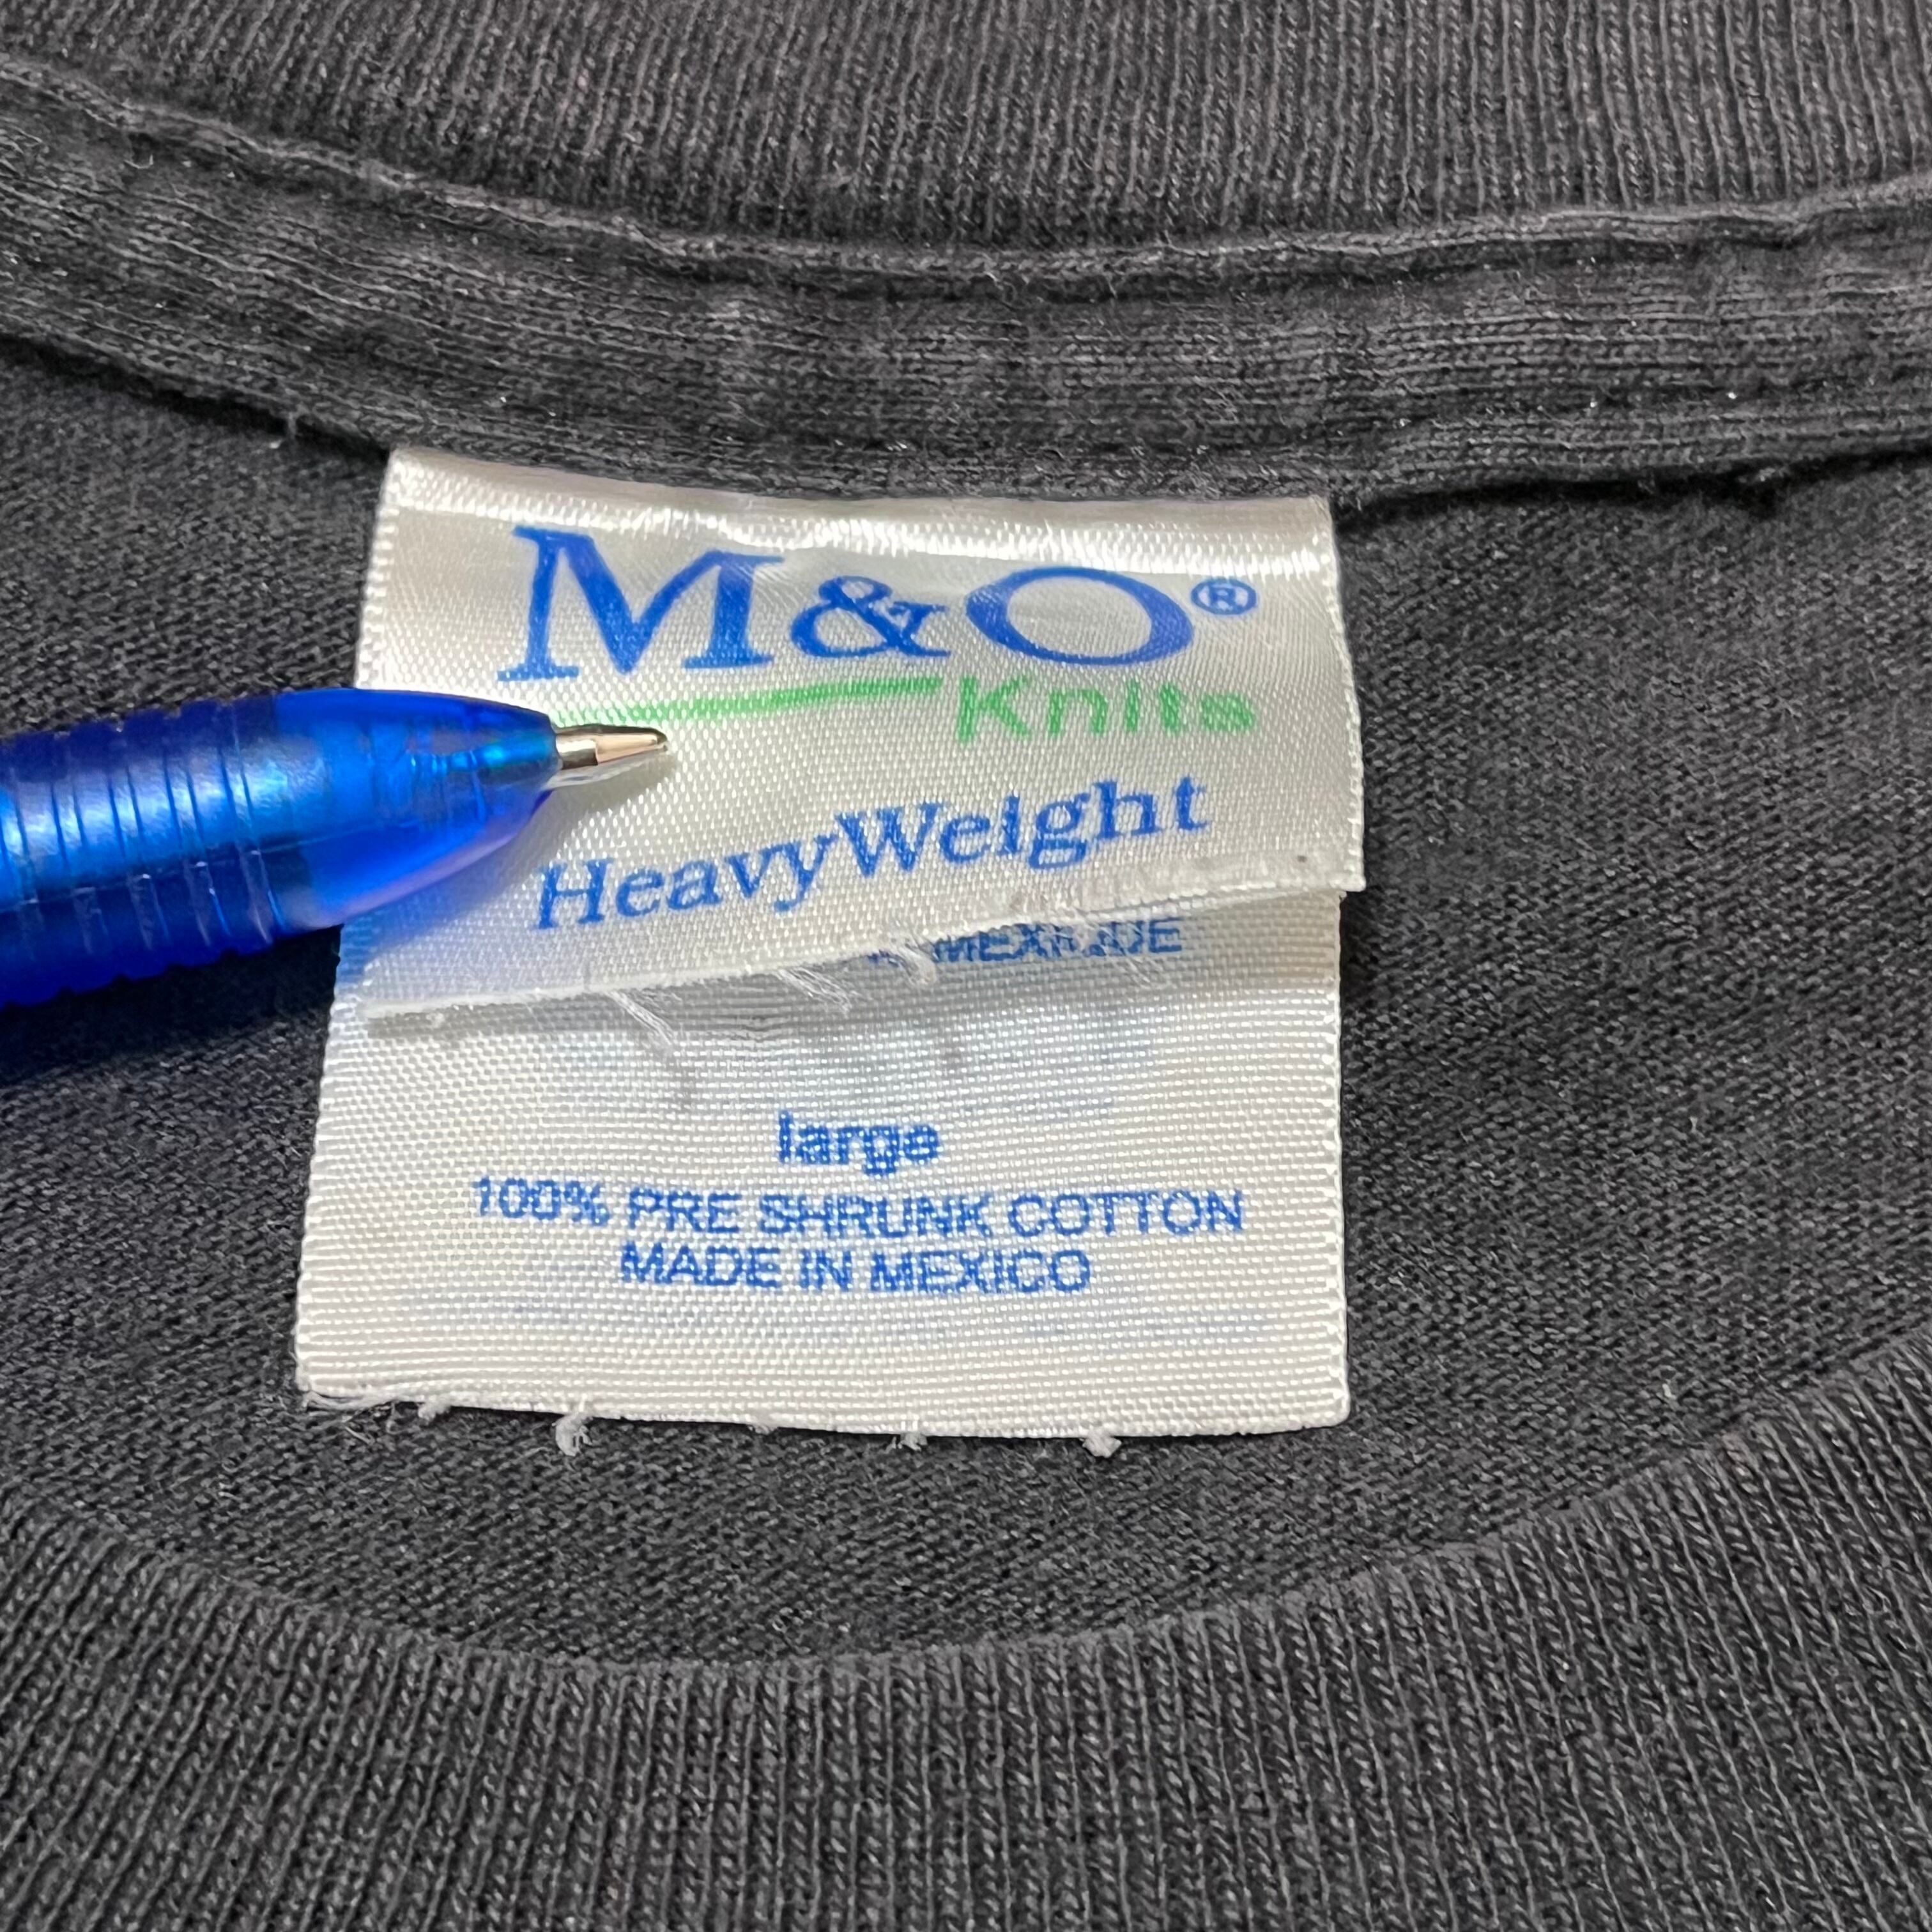 M&O®
Knits
HeavyWeight
large
100% PRE SHRUNK COTTON
MADE IN MEXICO